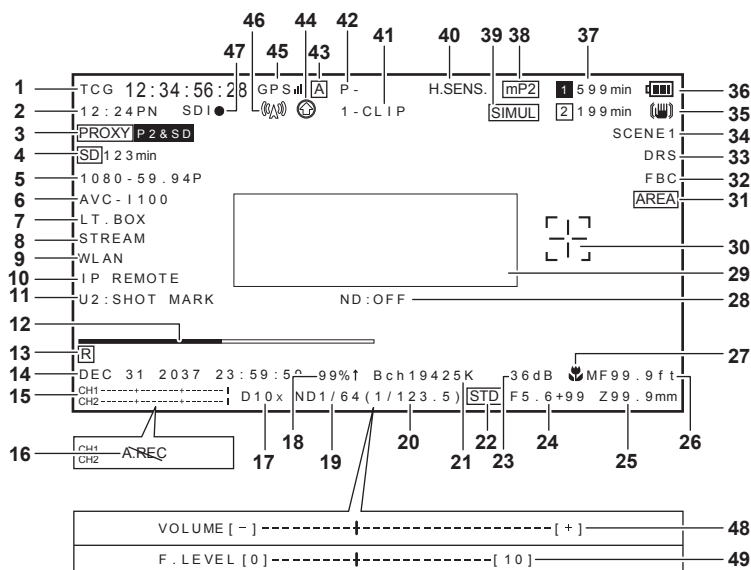 46 44 42 40 39 38 37
47 45 43 41
1 TCG 12:34:56:28 GPS A P- H.SENS. mP2 1 599min 36
2 12:24PN SDI● 1-CLIP SIMUL 2 199min 35
3 PROXY P2&SD SCENE1 34
4 SD 123min DRS 33
5 1080-59.94P FBC 32
6 AVC-I100 AREA 31
7 LT.BOX
8 STREAM 30
9 WLAN
10 IP REMOTE 29
11 U2:SHOT MARK ND:OFF 28
12
13 R 27
14 DEC 31 2037 23:59:59 99%↑ Bch19425K 36dB MF99.9ft
15 CH1 CH2 D10x ND1/64(1/123.5) STD F5.6+99 Z99.9mm
16 CH1 CH2 A.REC 17 18 19 20 21 22 23 24 25 26
VOLUME[-]-----------+---------------------[+] 48
F.LEVEL[0]-----------+---------------[10] 49